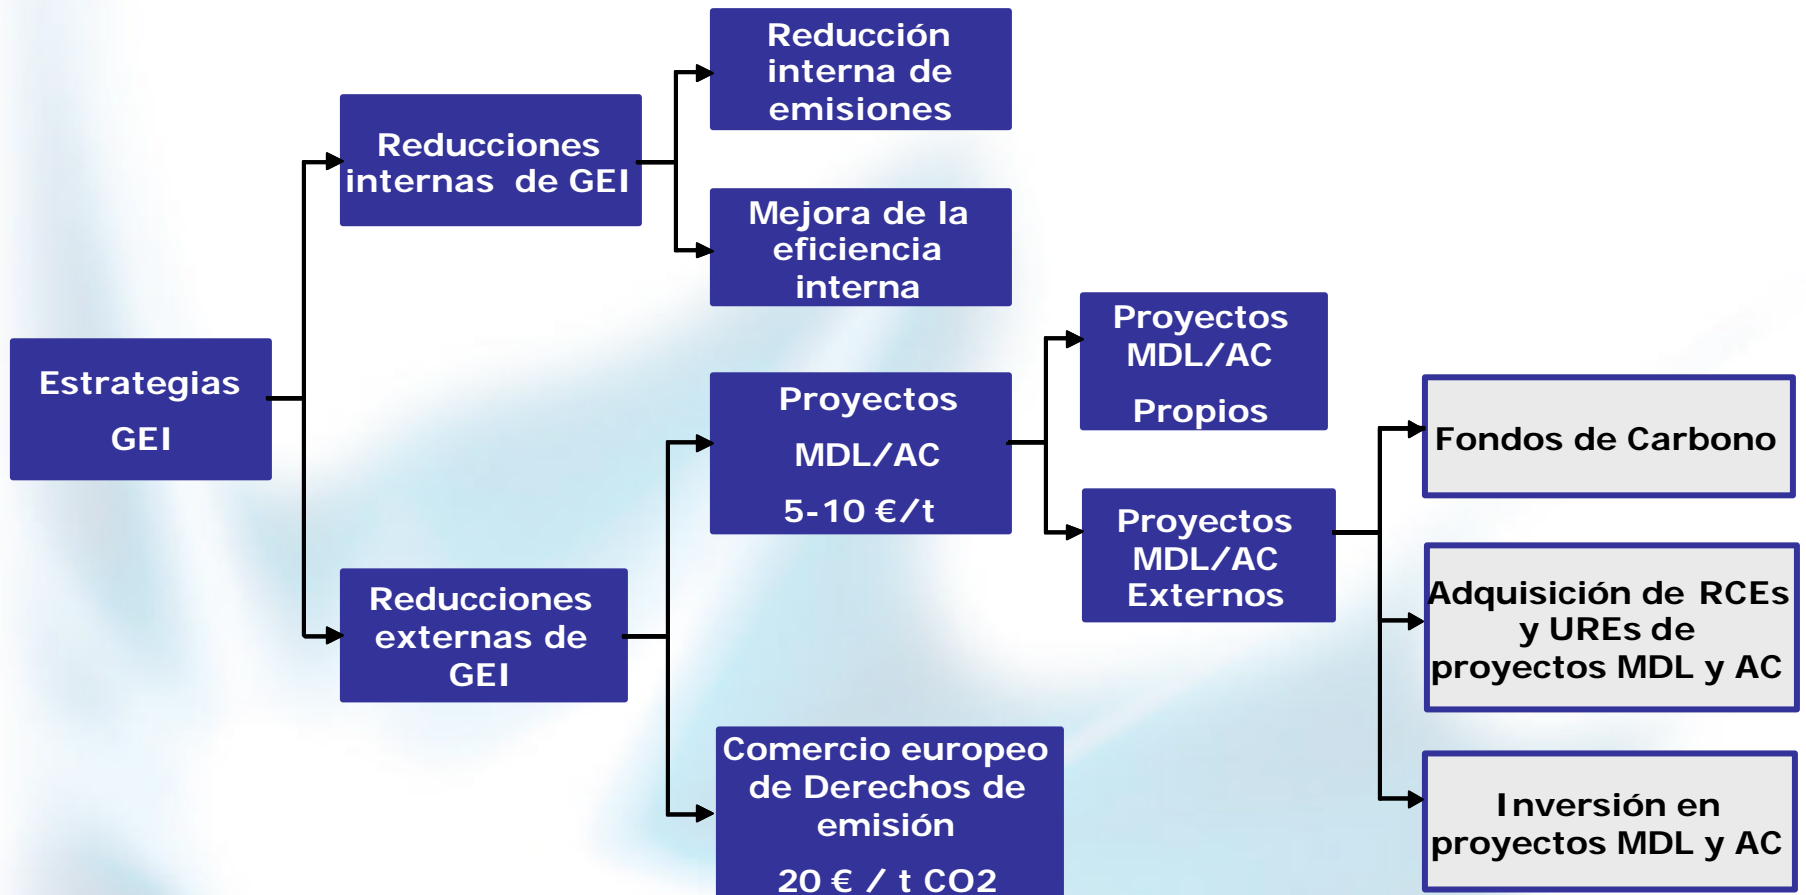 Estrategias
GEI
Reducciones
internas de GEI
Reducción
interna de
emisiones
Mejora de la
eficiencia
interna
Reducciones
externas de
GEI
Proyectos
MDL/AC
5-10 €/t
Comercio europeo
de Derechos de
emisión
20 € / t CO2
Proyectos
MDL/AC
Propios
Proyectos
MDL/AC
Externos
Fondos de Carbono
Adquisición de RCEs
y UREs de
proyectos MDL y AC
Inversión en
proyectos MDL y AC